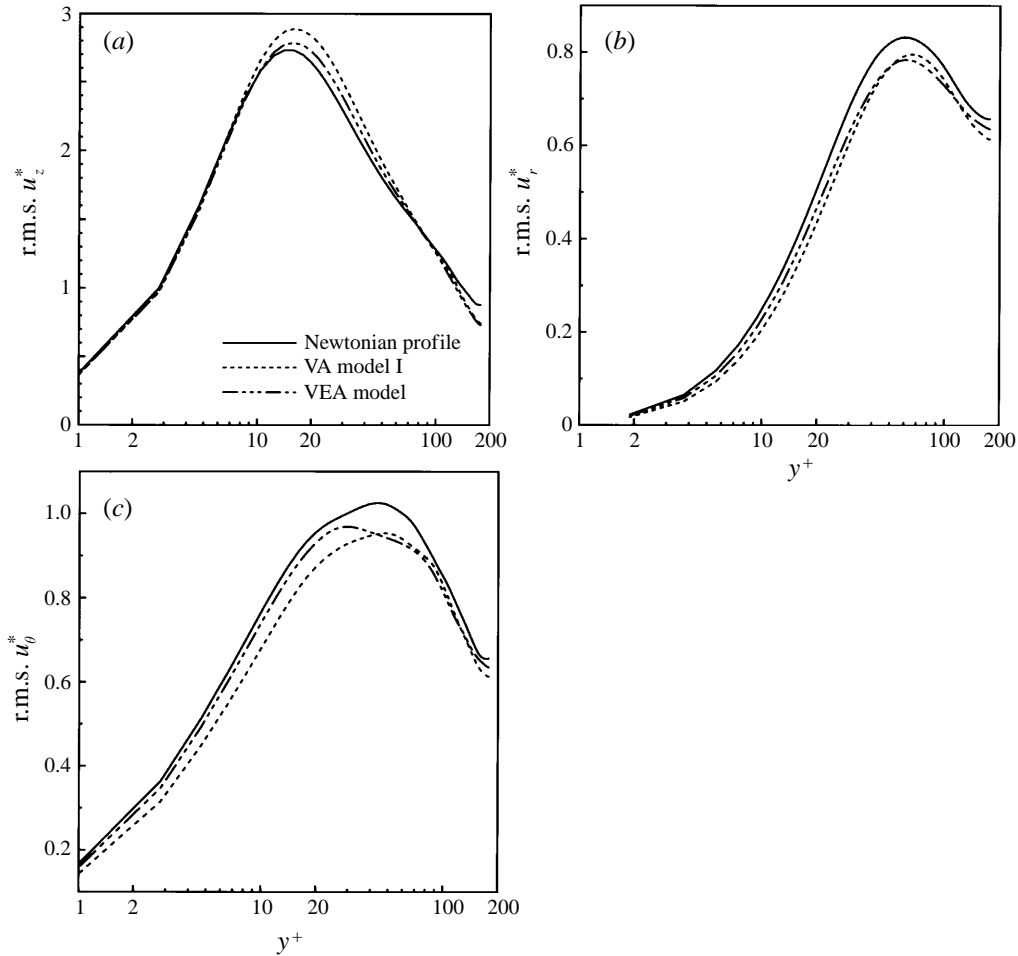 (a)
3
2
1
0
r.m.s. u*z
Newtonian profile
VA model I
VEA model
1 2 10 20 100 200
(b)
0.8
0.6
0.4
0.2
0
r.m.s. u*r
1 2 10 20 100 200
y+
(c)
1.0
0.8
0.6
0.4
0.2
r.m.s. u*θ
1 2 10 20 100 200
y+